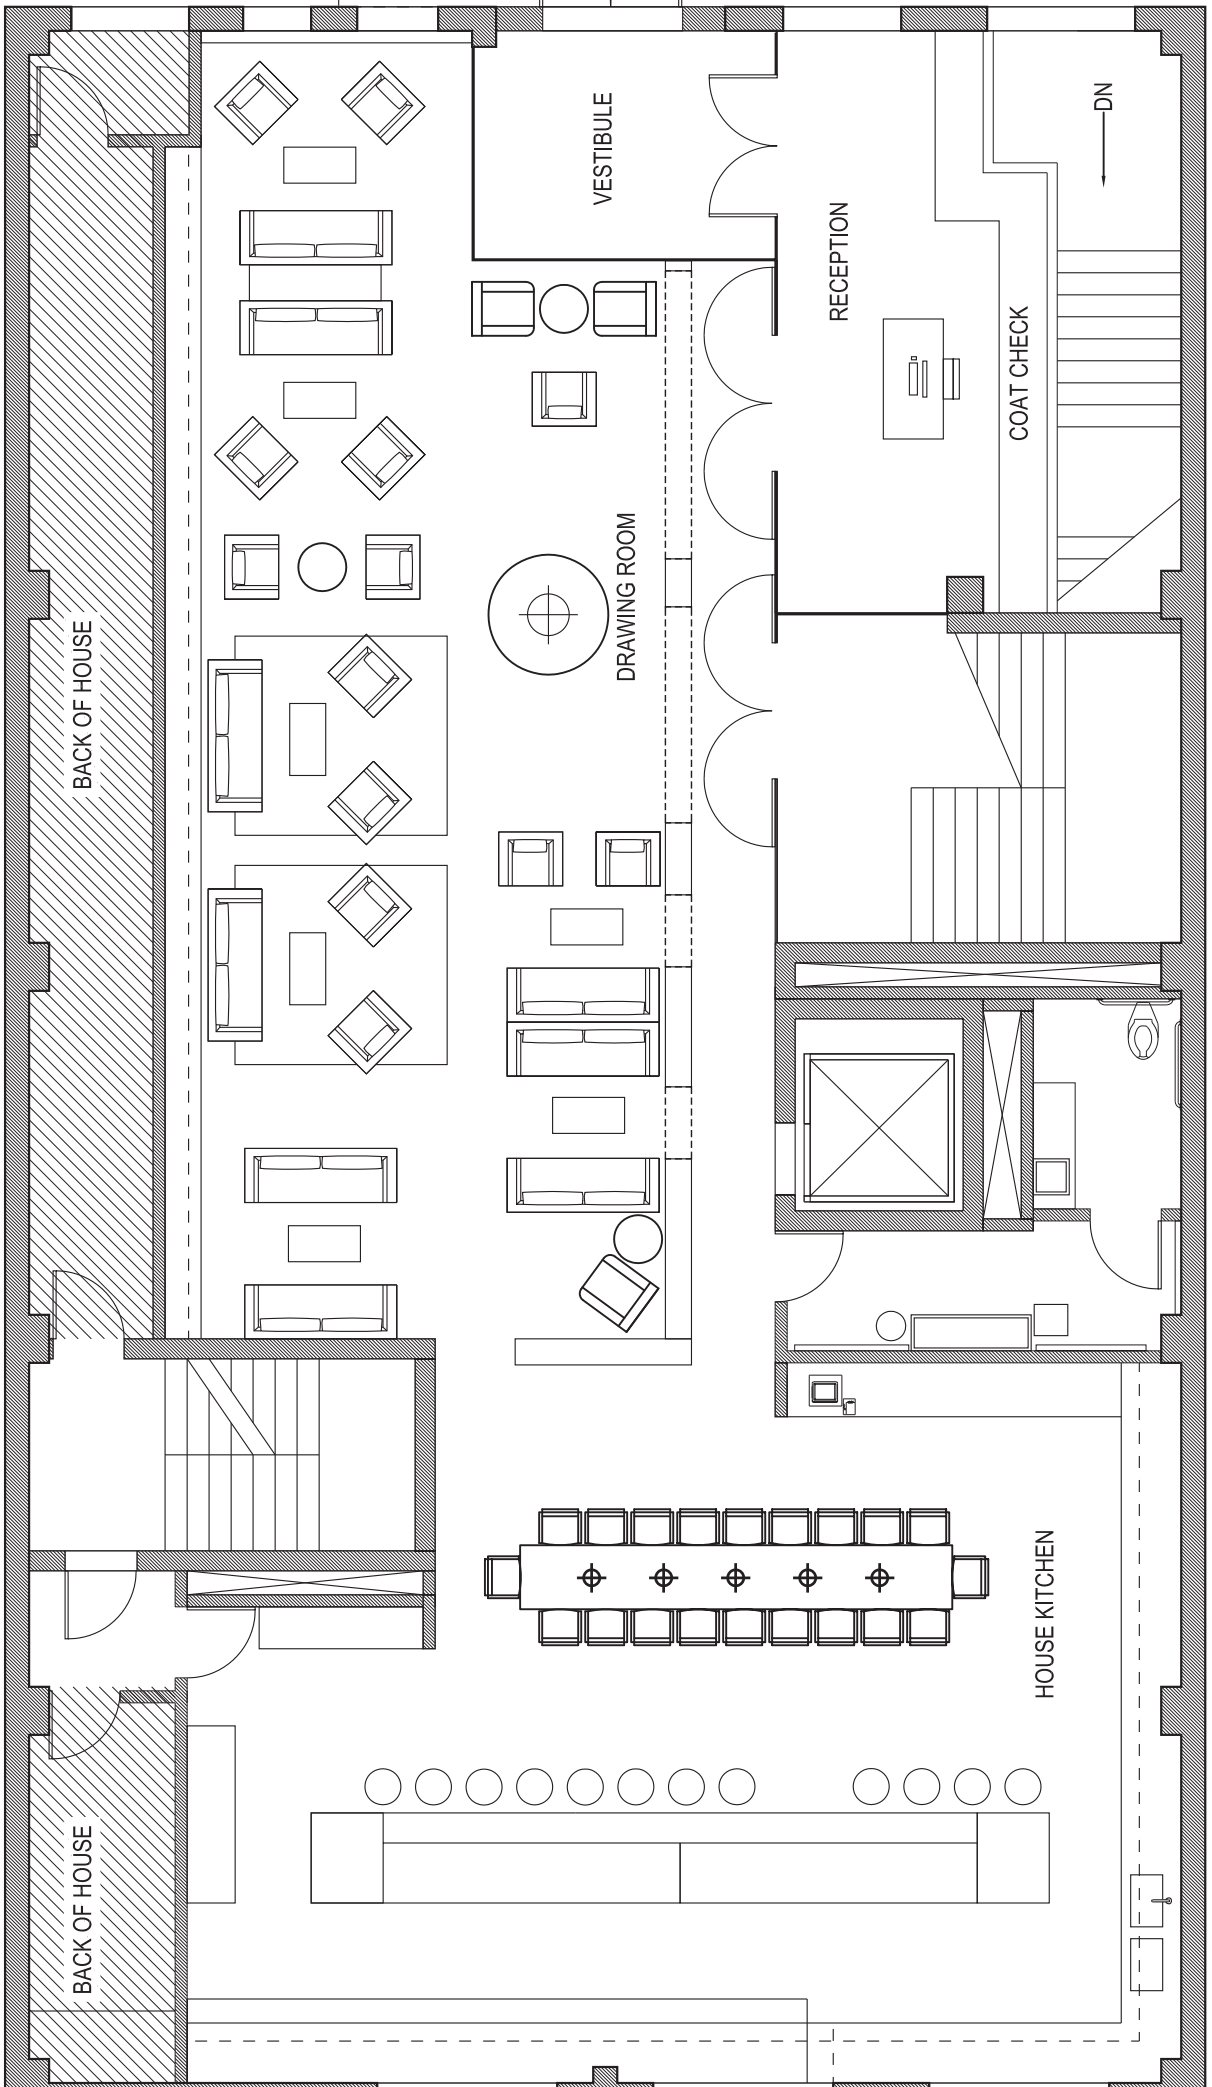 VESTIBULE
DN
RECEPTION
COAT CHECK
DRAWING ROOM
BACK OF HOUSE
HOUSE KITCHEN
BACK OF HOUSE